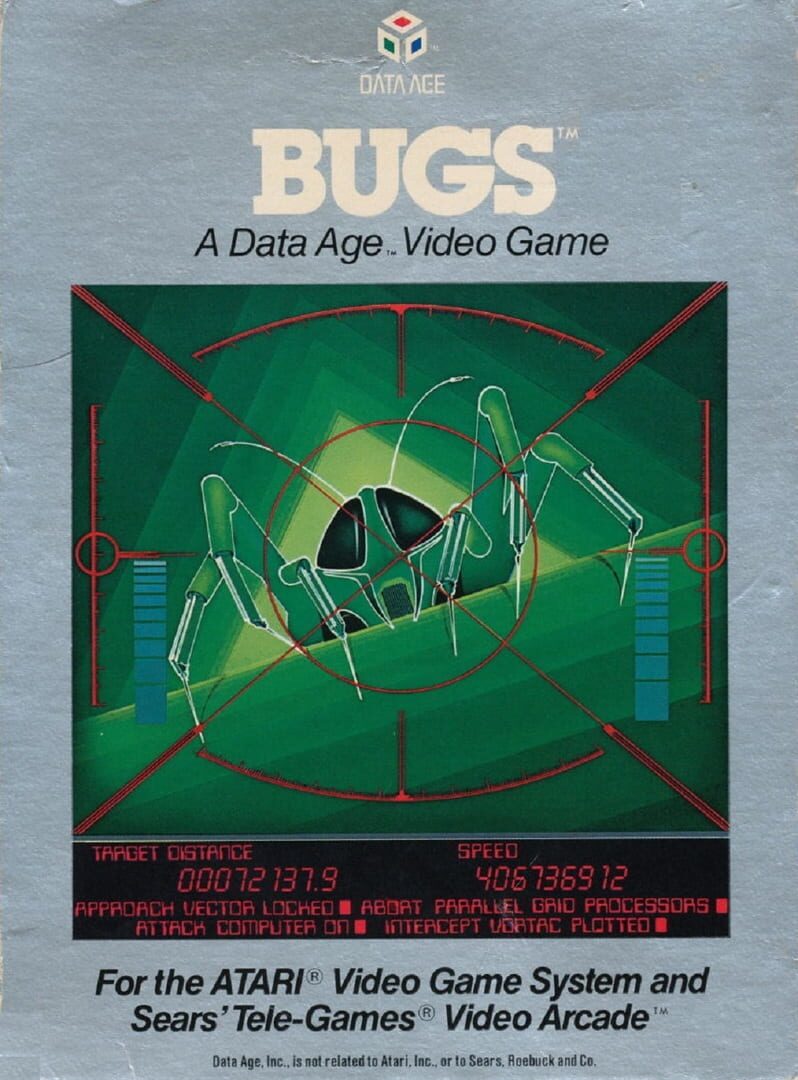 DATA AGE™
BUGS™
A Data Age™ Video Game
TARGET DISTANCE SPEED
00072137.9 406736912
APPROACH VECTOR LOCKED ABORT PARALLEL GRID PROCESSORS
ATTACK COMPUTER ON INTERCEPT VORTAC PLOTTED
For the ATARI® Video Game System and
Sears' Tele-Games® Video Arcade™
Data Age, Inc., is not related to Atari, Inc., or to Sears, Roebuck and Co.